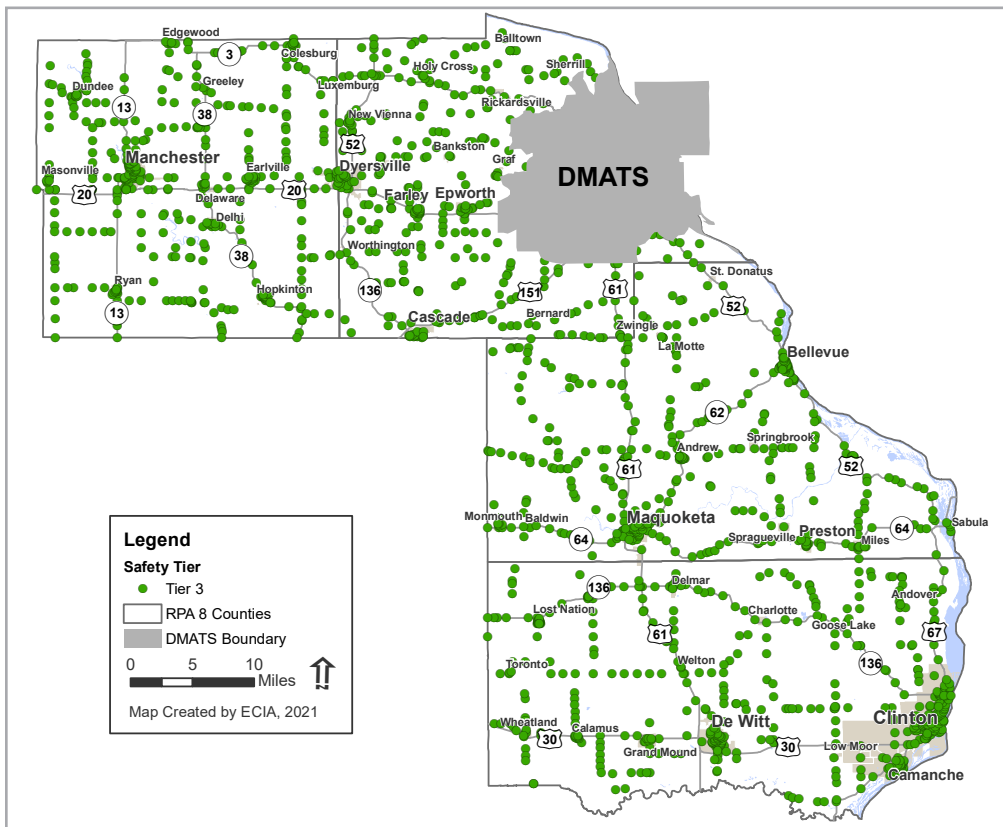 Edgewood
Balltown
3
Colesburg
Sherrill
Holy Cross
Dundee
Greeley
Luxemburg
Rickardsville
13
38
New Vienna
52
Bankston
Manchester
Graf
Masonville
Earlville
Dyersville
DMATS
20
20
Delaware
Farley
Epworth
Delhi
Worthington
38
St. Donatus
Ryan
Hopkinton
136
151
61
13
Bernard
52
Cascade
Zwingle
La Motte
Bellevue
62
Andrew
Springbrook
61
52
Monmouth
Baldwin
Maquoketa
Sabula
64
Spragueville
Preston
64
Miles
Legend
Safety Tier
Tier 3
RPA 8 Counties
DMATS Boundary
0 5 10
Miles
N
Map Created by ECIA, 2021
136
Delmar
Andover
Lost Nation
Charlotte
Goose Lake
61
67
Toronto
Welton
136
Wheatland
Calamus
De Witt
Clinton
30
Grand Mound
30
Low Moor
Camanche